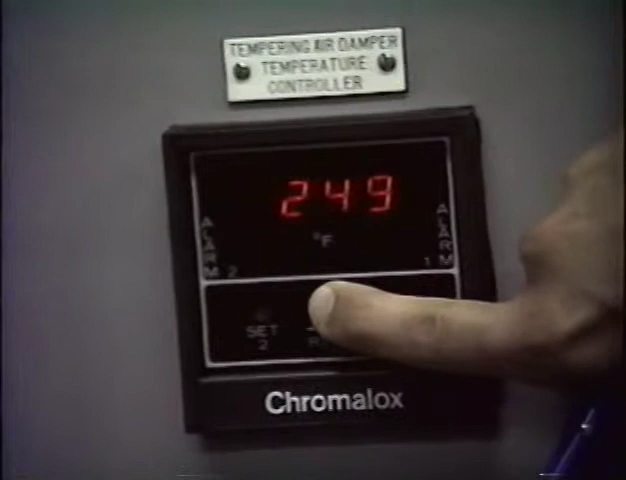 TEMPERING AIR DAMPER
TEMPERATURE
CONTROLLER
249
°F
ALARM 2
ALARM 1
SET
2
Chromalox